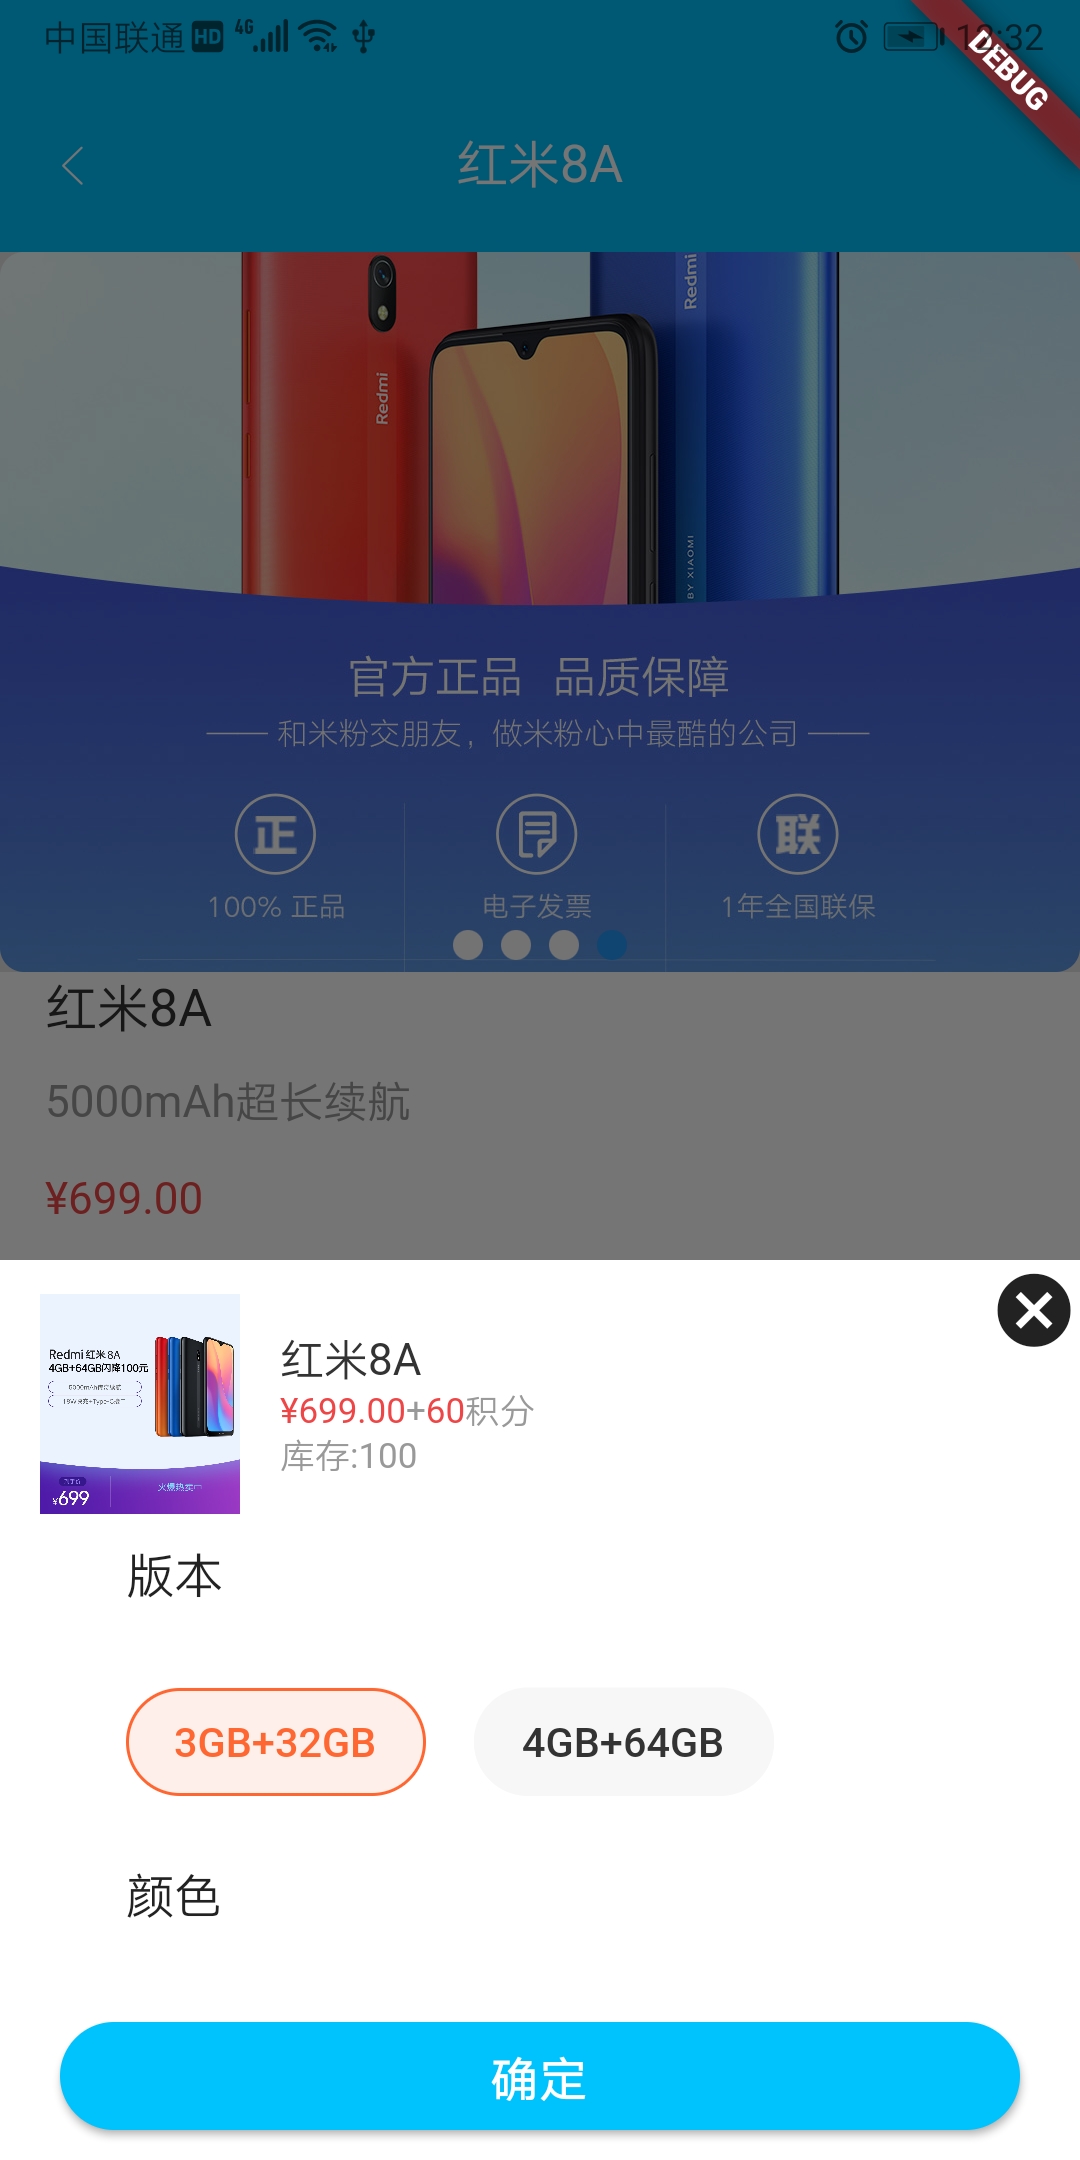 中国联通 HD 4G 12:32
DEBUG
红米8A
Redmi
Redmi
BY XIAOMI
官方正品 品质保障
和米粉交朋友，做米粉心中最酷的公司
正
联
100% 正品
电子发票
1年全国联保
红米8A
5000mAh超长续航
¥699.00
Redmi 红米8A
4GB+64GB闪降100元
¥699
火爆热卖中
红米8A
¥699.00+60积分
库存:100
版本
3GB+32GB
4GB+64GB
颜色
确定